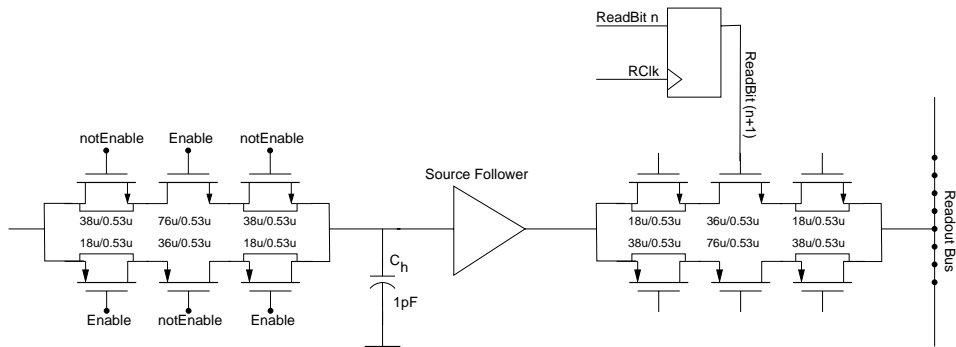 ReadBit n
RClk
ReadBit (n+1)
notEnable Enable notEnable
Source Follower
38u/0.53u 76u/0.53u 38u/0.53u
18u/0.53u 36u/0.53u 18u/0.53u
18u/0.53u 36u/0.53u 18u/0.53u
38u/0.53u 76u/0.53u 38u/0.53u
Readout Bus
Ch
1pF
Enable notEnable Enable